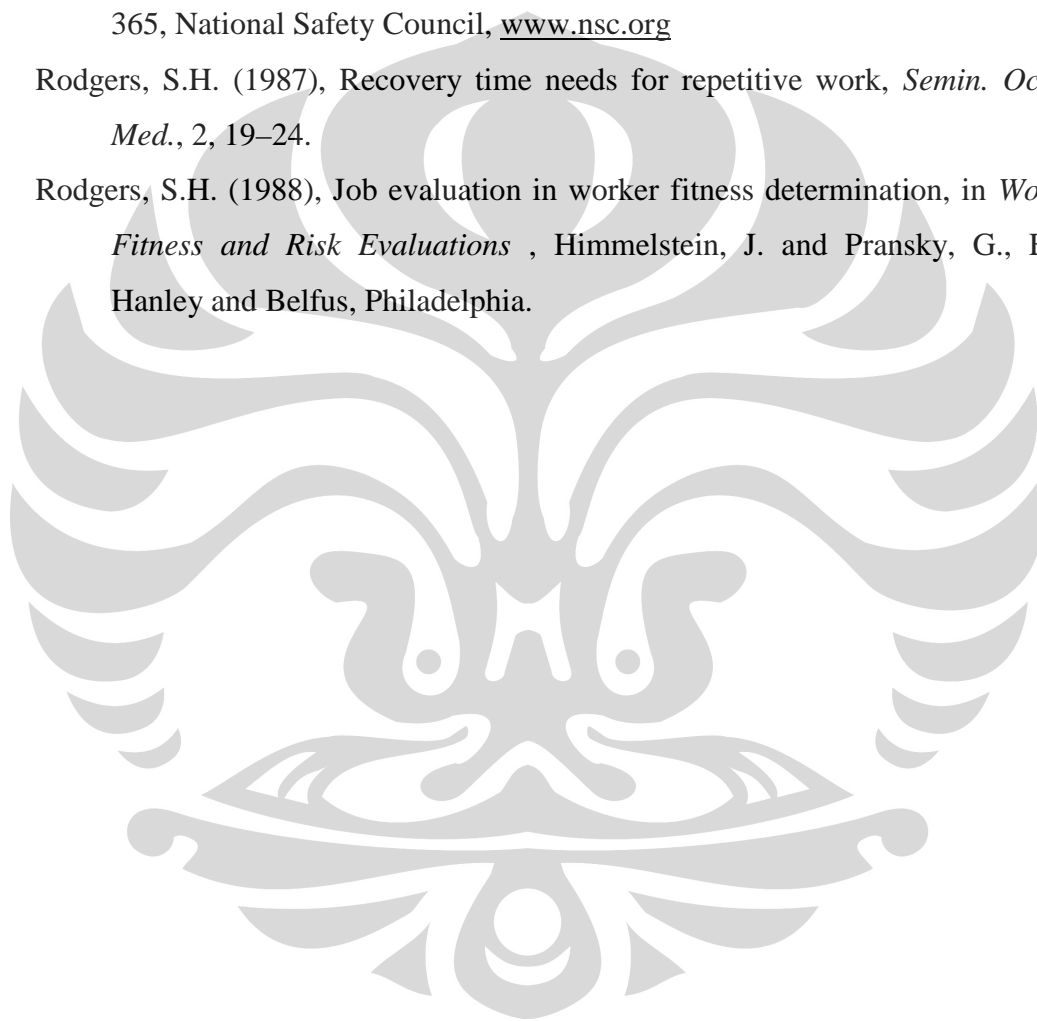 365, National Safety Council, www.nsc.org
Rodgers, S.H. (1987), Recovery time needs for repetitive work, Semin. Oc
Med., 2, 19–24.
Rodgers, S.H. (1988), Job evaluation in worker fitness determination, in Wo
Fitness and Risk Evaluations , Himmelstein, J. and Pransky, G., E
Hanley and Belfus, Philadelphia.